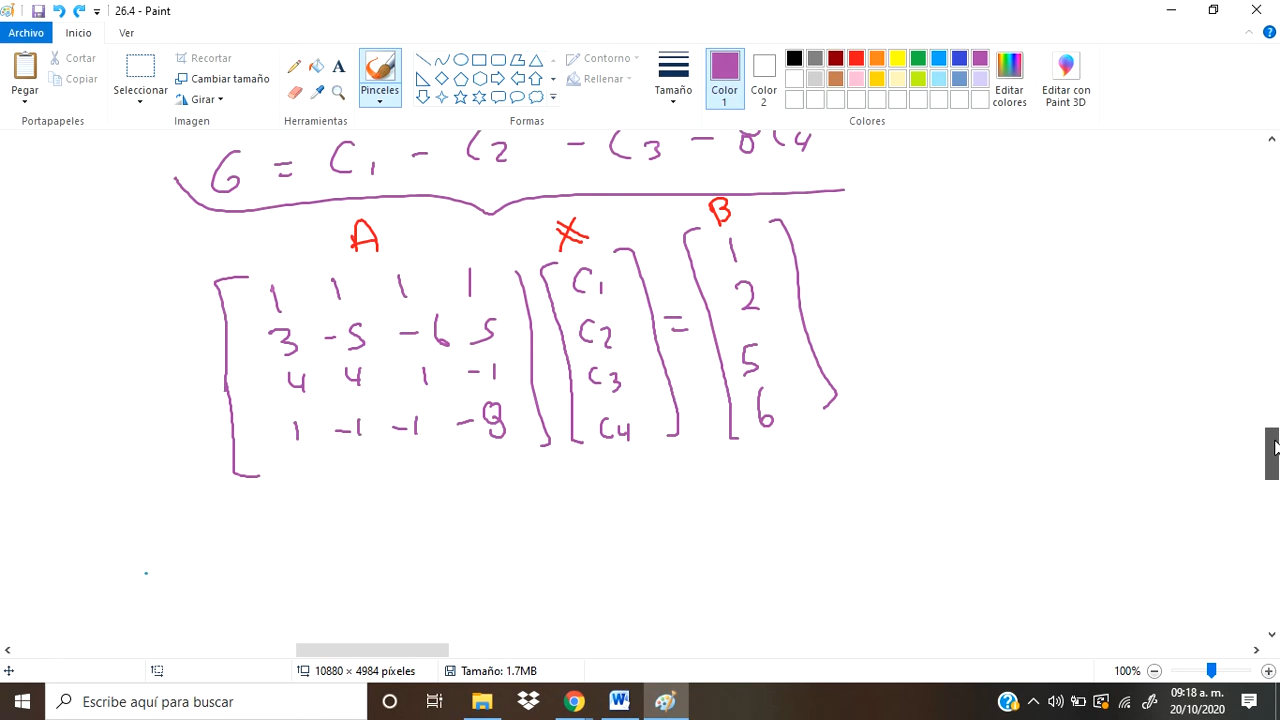 26.4 - Paint
Archivo Inicio Ver
Pegar
Cortar
Copiar
Portapapeles
Seleccionar
Recortar
Cambiar tamaño
Girar
Imagen
A
Herramientas
Pinceles
Contorno
Rellenar
Formas
Tamaño
Color 1
Color 2
Editar colores
Editar con Paint 3D
Colores
6 = C1 - C2 - C3 - 8C4
A X B
1 1 1 1 C1 1
3 -5 -6 5 C2 = 2
4 4 1 -1 C3 5
1 -1 -1 -8 C4 6
10880 × 4984 píxeles
Tamaño: 1.7MB
100%
Escribe aquí para buscar
09:18 a. m.
20/10/2020